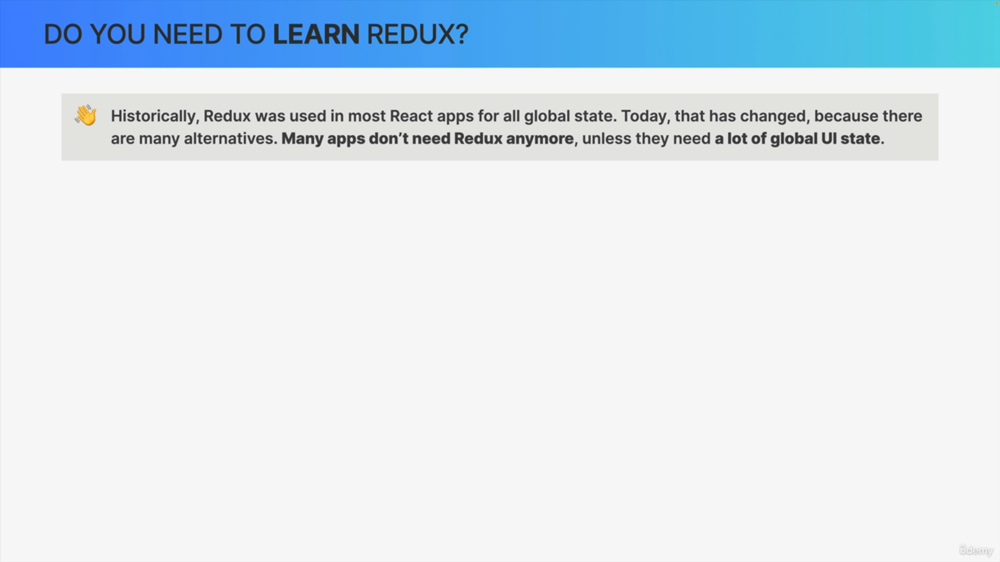 DO YOU NEED TO LEARN REDUX?
Historically, Redux was used in most React apps for all global state. Today, that has changed, because there
are many alternatives. Many apps don’t need Redux anymore, unless they need a lot of global UI state.
ûdemy